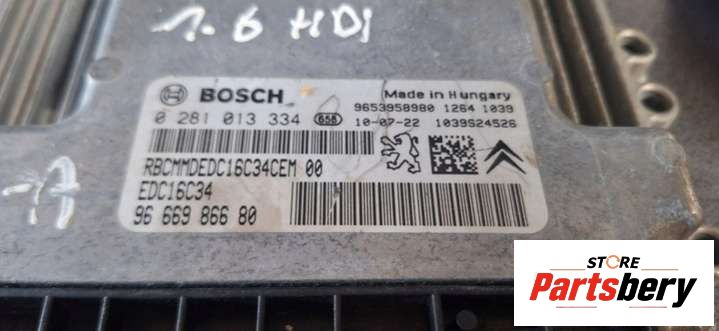 1.6 HDI
BOSCH
Made in Hungary
9653958980 1264 1039
0 281 013 334 658 10-07-22 1039S24526
RBCMMDEDC16C34CEM 00
EDC16C34
96 669 866 80
STORE
Partsbery